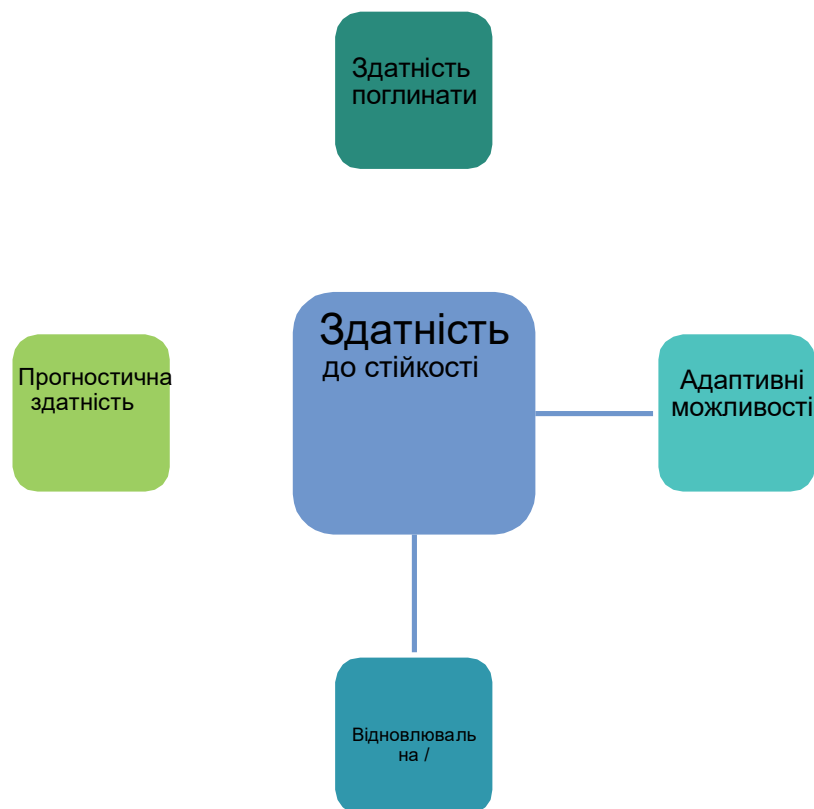 Здатність
поглинати
Здатність
до стійкості
Прогностична
здатність
Адаптивні
можливості
Відновлюваль
на /